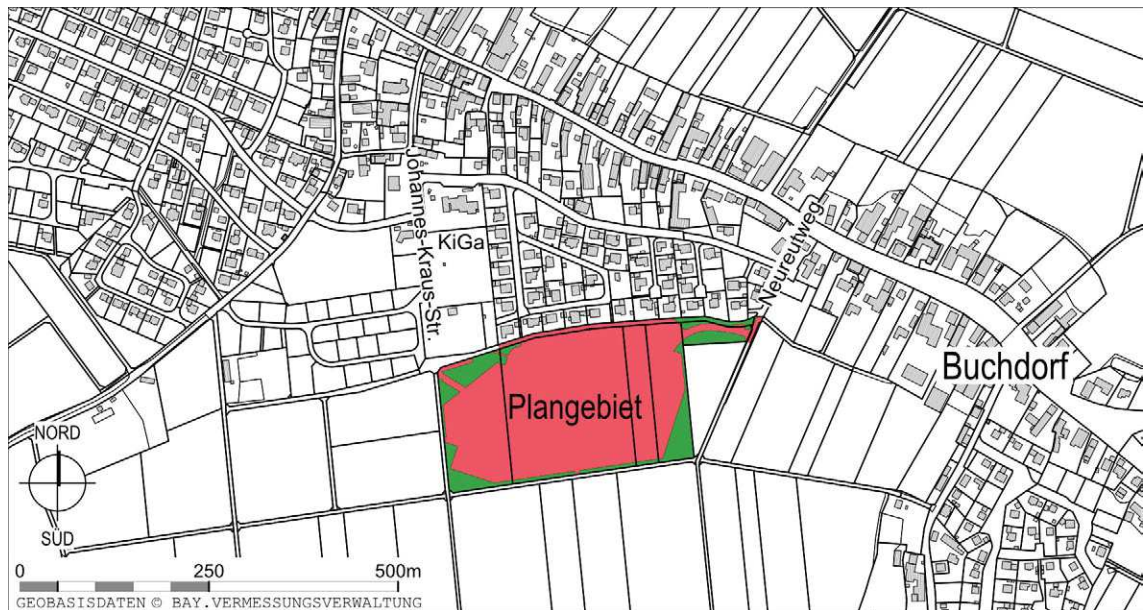 Johannes-Kraus-Str.
KiGa
Neureutweg
Buchdorf
Plangebiet
NORD
SÜD
0 250 500m
GEOBASISDATEN © BAY.VERMESSUNGSVERWALTUNG